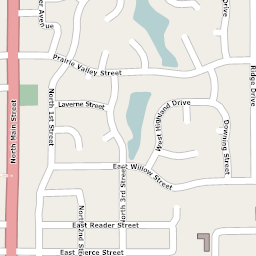 Avenue
Prairie Valley Street
Ridge Drive
Laverne Street
West Highland Drive
North Main Street
North 1st Street
Downing Street
East Willow Street
North 3rd Street
North 2nd Street
East Reader Street
East Pierce Street